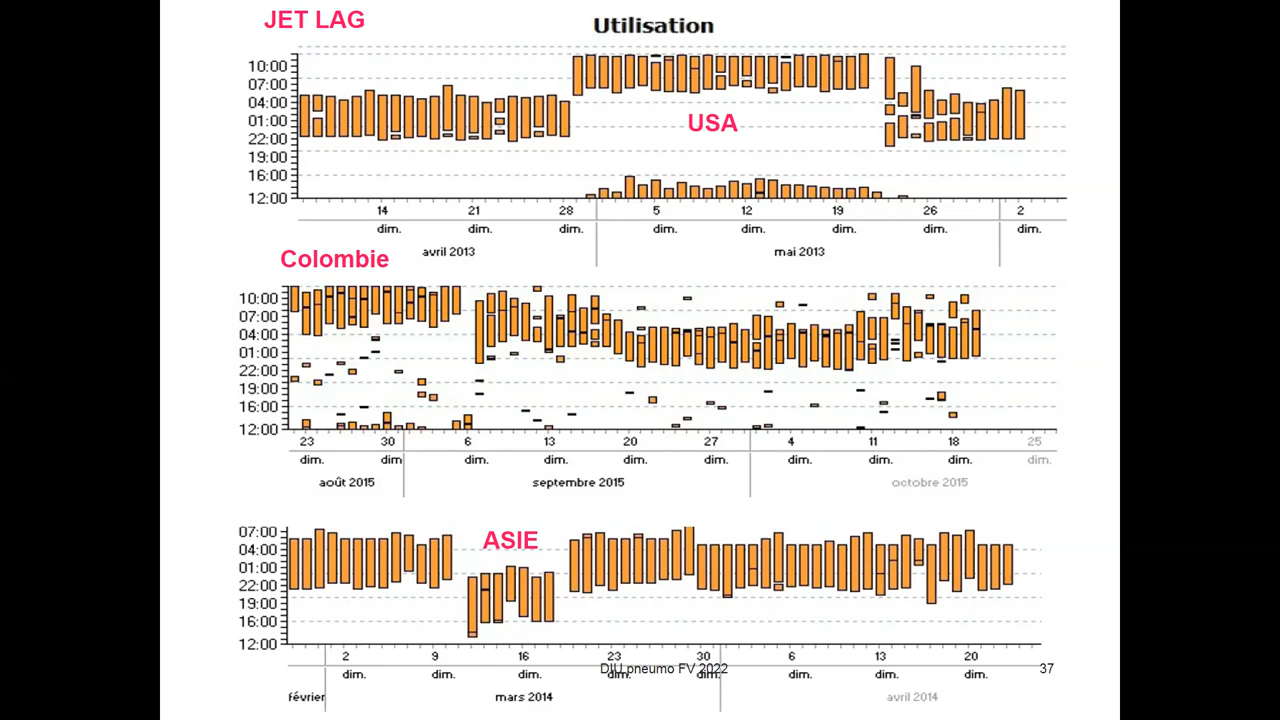 JET LAG
Utilisation
10:00
07:00
04:00
01:00
22:00
19:00
16:00
12:00
USA
14 21 28 5 12 19 26 2
dim. dim. dim. dim. dim. dim. dim. dim.
avril 2013 mai 2013
Colombie
10:00
07:00
04:00
01:00
22:00
19:00
16:00
12:00
23 30 6 13 20 27 4 11 18 25
dim. dim dim. dim. dim. dim. dim. dim. dim. dim.
août 2015 septembre 2015 octobre 2015
ASIE
07:00
04:00
01:00
22:00
19:00
16:00
12:00
2 9 16 23 30 6 13 20
DIU pneumo FV 2022 37
dim. dim. dim. dim. dim. dim. dim. dim.
février mars 2014 avril 2014